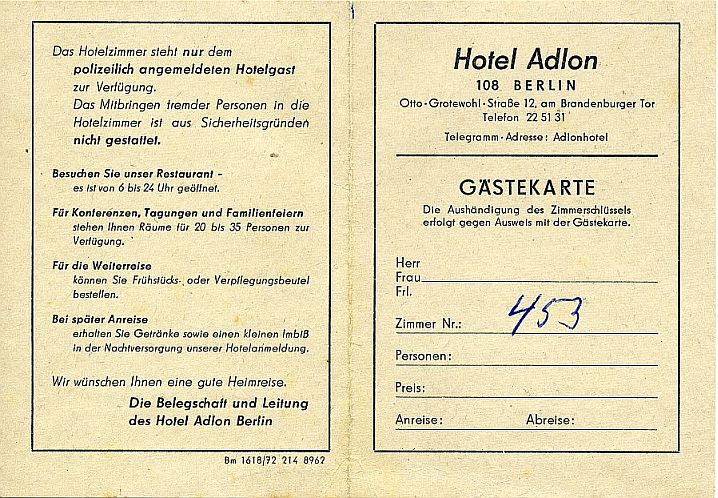 Das Hotelzimmer steht nur dem
polizeilich angemeldeten Hotelgast
zur Verfügung.
Das Mitbringen fremder Personen in die
Hotelzimmer ist aus Sicherheitsgründen
nicht gestattet.
Besuchen Sie unser Restaurant -
es ist von 6 bis 24 Uhr geöffnet.
Für Konferenzen, Tagungen und Familienfeiern
stehen Ihnen Räume für 20 bis 35 Personen zur
Verfügung.
Für die Weiterreise
können Sie Frühstücks- oder Verpflegungsbeutel
bestellen.
Bei später Anreise
erhalten Sie Getränke sowie einen kleinen Imbiß
in der Nachtversorgung unserer Hotelanmeldung.
Wir wünschen Ihnen eine gute Heimreise.
Die Belegschaft und Leitung
des Hotel Adlon Berlin
Bm 1618/72 214 8962
Hotel Adlon
108 BERLIN
Otto-Grotewohl-Straße 12, am Brandenburger Tor
Telefon 22 51 31
Telegramm-Adresse: Adlonhotel
GÄSTEKARTE
Die Aushändigung des Zimmerschlüssels
erfolgt gegen Ausweis mit der Gästekarte.
Herr
Frau
Frl.
Zimmer Nr.: 453
Personen:
Preis:
Anreise: Abreise: